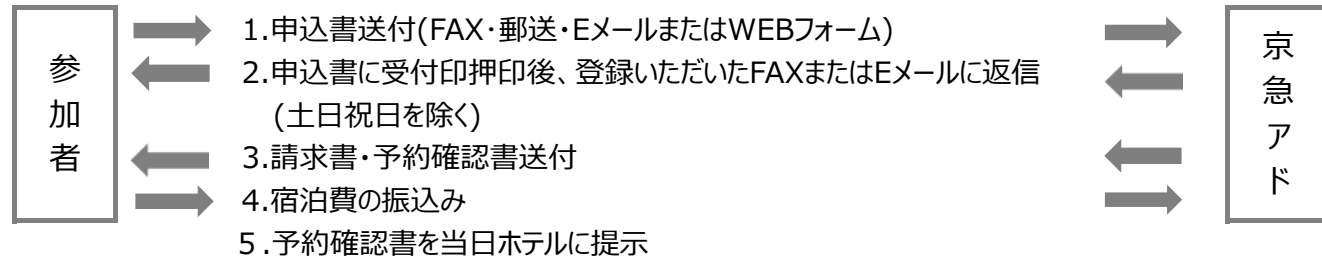 参加者
1.申込書送付(FAX・郵送・EメールまたはWEBフォーム)
2.申込書に受付印押印後、登録いただいたFAXまたはEメールに返信
(土日祝日を除く)
3.請求書・予約確認書送付
4.宿泊費の振込み
５.予約確認書を当日ホテルに提示
京急アド